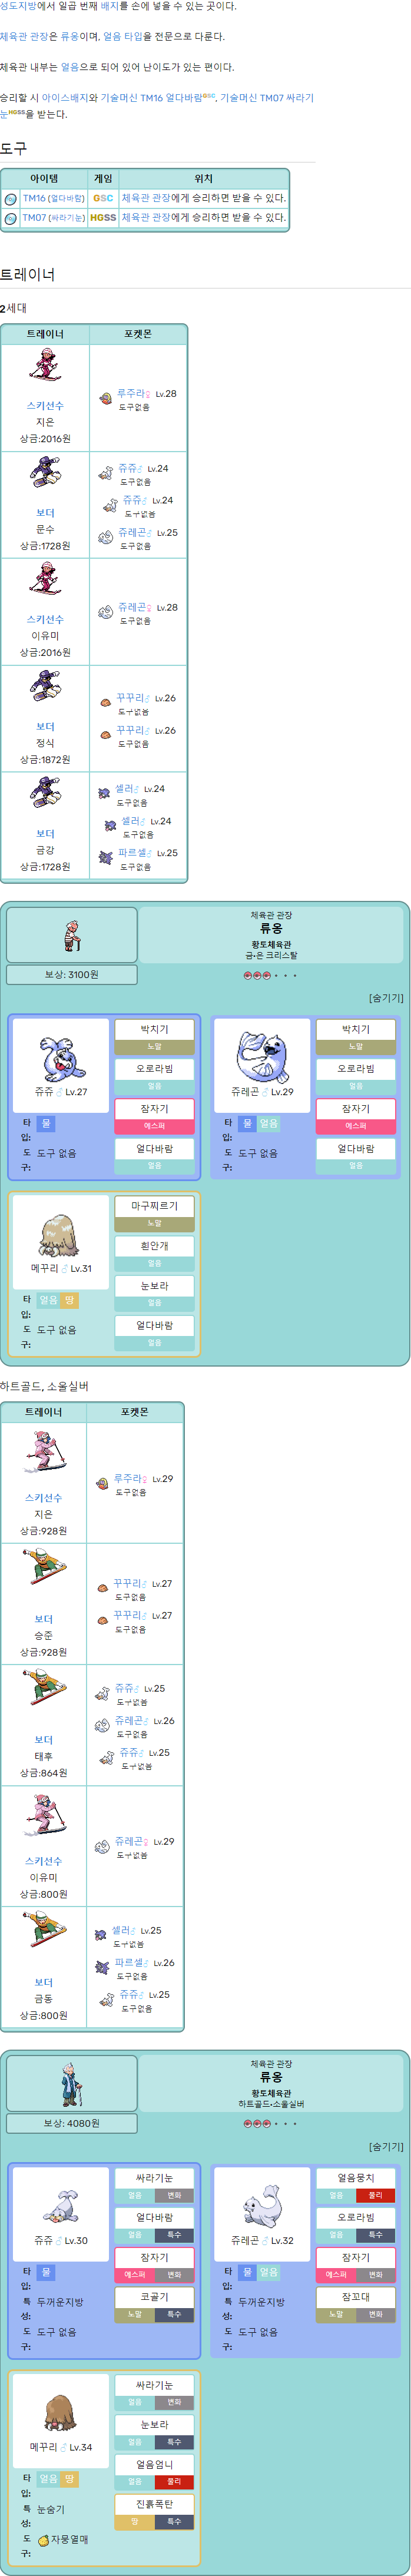 성도지방에서 일곱 번째 배지를 손에 넣을 수 있는 곳이다.
체육관 관장은 류옹이며, 얼음 타입을 전문으로 다룬다.
체육관 내부는 얼음으로 되어 있어 난이도가 있는 편이다.
승리할 시 아이스배지와 기술머신 TM16 얼다바람GSC, 기술머신 TM07 싸라기
눈HGSS을 받는다.
도구
아이템 게임 위치
TM16 (얼다바람) GSC 체육관 관장에게 승리하면 받을 수 있다.
TM07 (싸라기눈) HGSS 체육관 관장에게 승리하면 받을 수 있다.
트레이너
2세대
트레이너 포켓몬
스키선수
지은
상금:2016원
루주라♀ Lv.28
도구없음
보더
문수
상금:1728원
쥬쥬♂ Lv.24
도구없음
쥬쥬♂ Lv.24
도구없음
쥬레곤♂ Lv.25
도구없음
스키선수
이유미
상금:2016원
쥬레곤♀ Lv.28
도구없음
보더
정식
상금:1872원
꾸꾸리♂ Lv.26
도구없음
꾸꾸리♂ Lv.26
도구없음
보더
금강
상금:1728원
셀러♂ Lv.24
도구없음
셀러♂ Lv.24
도구없음
파르셀♂ Lv.25
도구없음
체육관 관장
류옹
황토체육관
금•은 크리스탈
보상: 3100원
[숨기기]
쥬쥬 ♂ Lv.27
타입: 물
도구: 도구 없음
박치기
노말
오로라빔
얼음
잠자기
에스퍼
얼다바람
얼음
쥬레곤 ♂ Lv.29
타입: 물 얼음
도구: 도구 없음
박치기
노말
오로라빔
얼음
잠자기
에스퍼
얼다바람
얼음
메꾸리 ♂ Lv.31
타입: 얼음 땅
도구: 도구 없음
마구찌르기
노말
흰안개
얼음
눈보라
얼음
얼다바람
얼음
하트골드, 소울실버
트레이너 포켓몬
스키선수
지은
상금:928원
루주라♀ Lv.29
도구없음
보더
승준
상금:928원
꾸꾸리♂ Lv.27
도구없음
꾸꾸리♂ Lv.27
도구없음
보더
태후
상금:864원
쥬쥬♂ Lv.25
도구없음
쥬레곤♂ Lv.26
도구없음
쥬쥬♂ Lv.25
도구없음
스키선수
이유미
상금:800원
쥬레곤♀ Lv.29
도구없음
보더
금동
상금:800원
셀러♂ Lv.25
도구없음
파르셀♂ Lv.26
도구없음
쥬쥬♂ Lv.25
도구없음
체육관 관장
류옹
황토체육관
하트골드•소울실버
보상: 4080원
[숨기기]
쥬쥬 ♂ Lv.30
타입: 물
특성: 두꺼운지방
도구: 도구 없음
싸라기눈
얼음 변화
얼다바람
얼음 특수
잠자기
에스퍼 변화
코골기
노말 특수
쥬레곤 ♂ Lv.32
타입: 물 얼음
특성: 두꺼운지방
도구: 도구 없음
얼음뭉치
얼음 물리
오로라빔
얼음 특수
잠자기
에스퍼 변화
잠꼬대
노말 변화
메꾸리 ♂ Lv.34
타입: 얼음 땅
특성: 눈숨기
도구: 자뭉열매
싸라기눈
얼음 변화
눈보라
얼음 특수
얼음엄니
얼음 물리
진흙폭탄
땅 특수